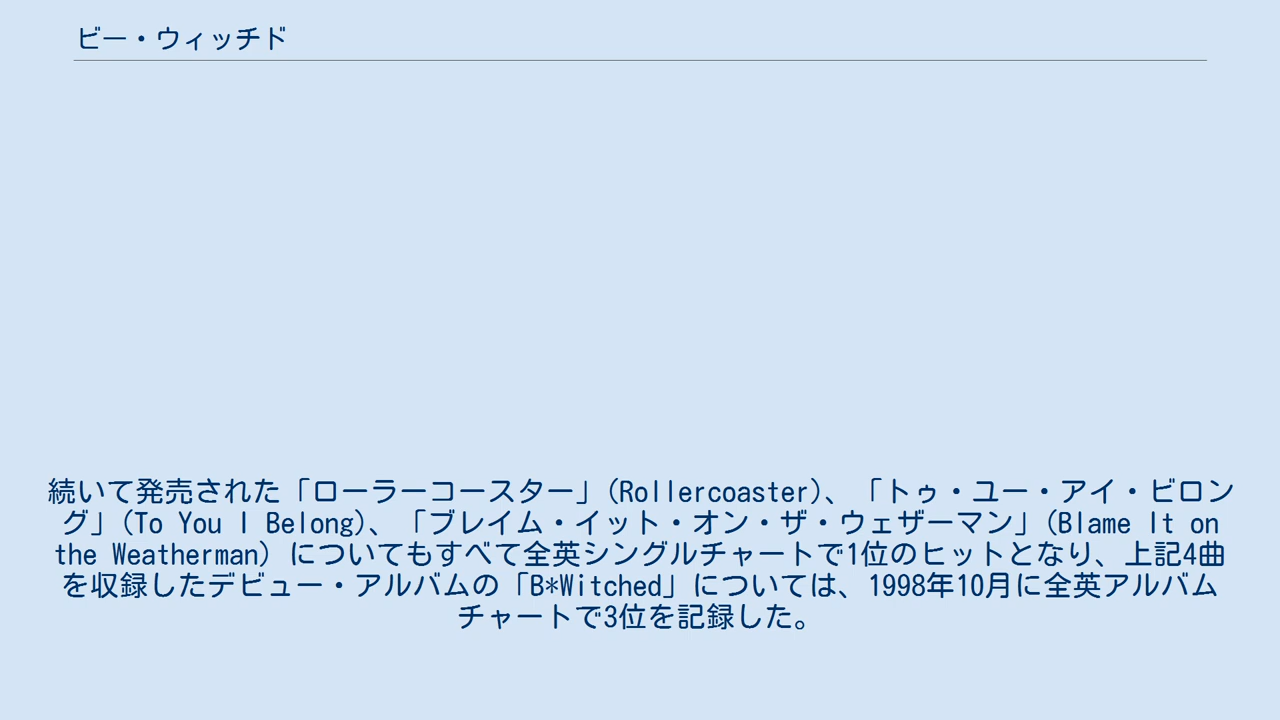 ビー・ウィッチド
続いて発売された「ローラーコースター」(Rollercoaster)、「トゥ・ユー・アイ・ビロン
グ」(To You I Belong)、「ブレイム・イット・オン・ザ・ウェザーマン」(Blame It on
the Weatherman) についてもすべて全英シングルチャートで1位のヒットとなり、上記4曲
を収録したデビュー・アルバムの「B*Witched」については、1998年10月に全英アルバム
チャートで3位を記録した。